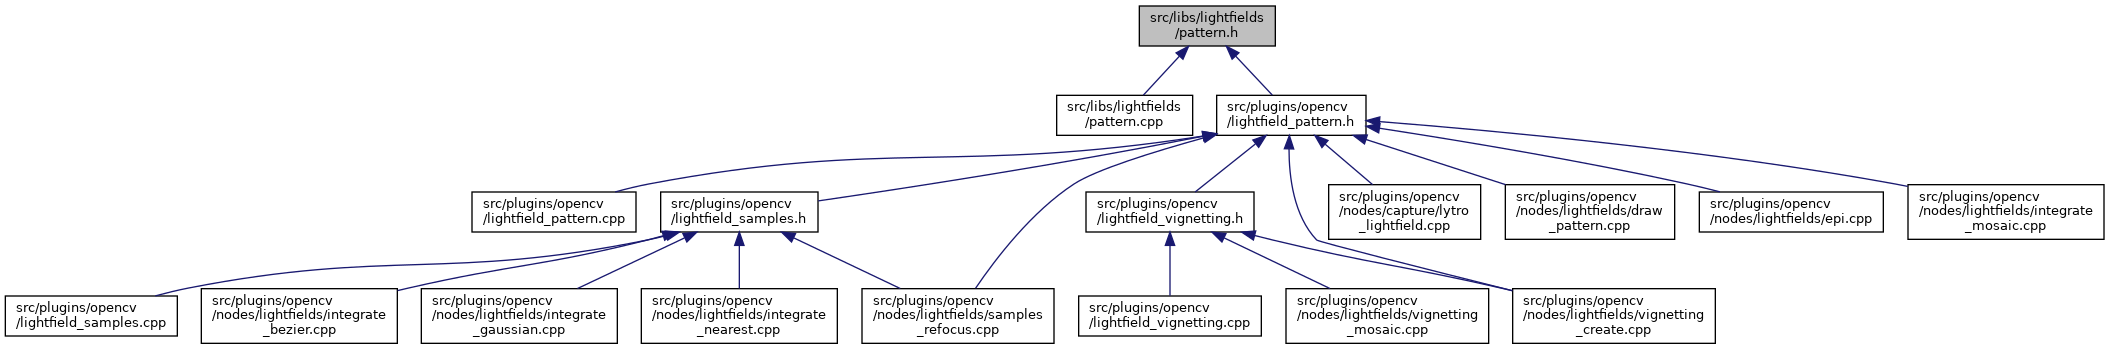 src/libs/lightfields
/pattern.h
src/libs/lightfields
/pattern.cpp
src/plugins/opencv
/lightfield_pattern.h
src/plugins/opencv
/lightfield_pattern.cpp
src/plugins/opencv
/lightfield_samples.h
src/plugins/opencv
/lightfield_vignetting.h
src/plugins/opencv
/nodes/capture/lytro
_lightfield.cpp
src/plugins/opencv
/nodes/lightfields/draw
_pattern.cpp
src/plugins/opencv
/nodes/lightfields/epi.cpp
src/plugins/opencv
/nodes/lightfields/integrate
_mosaic.cpp
src/plugins/opencv
/lightfield_samples.cpp
src/plugins/opencv
/nodes/lightfields/integrate
_bezier.cpp
src/plugins/opencv
/nodes/lightfields/integrate
_gaussian.cpp
src/plugins/opencv
/nodes/lightfields/integrate
_nearest.cpp
src/plugins/opencv
/nodes/lightfields/samples
_refocus.cpp
src/plugins/opencv
/lightfield_vignetting.cpp
src/plugins/opencv
/nodes/lightfields/vignetting
_mosaic.cpp
src/plugins/opencv
/nodes/lightfields/vignetting
_create.cpp